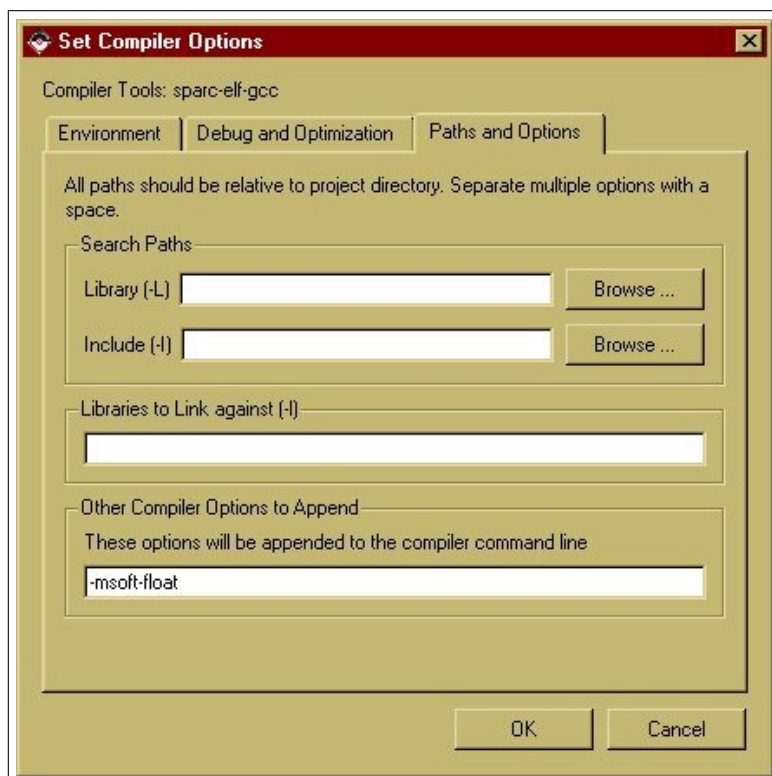 Set Compiler Options
Compiler Tools: sparc-elf-gcc
Environment
Debug and Optimization
Paths and Options
All paths should be relative to project directory. Separate multiple options with a
space.
Search Paths
Library (-L)
Browse ...
Include (-I)
Browse ...
Libraries to Link against (-l)
Other Compiler Options to Append
These options will be appended to the compiler command line
-msoft-float
OK
Cancel